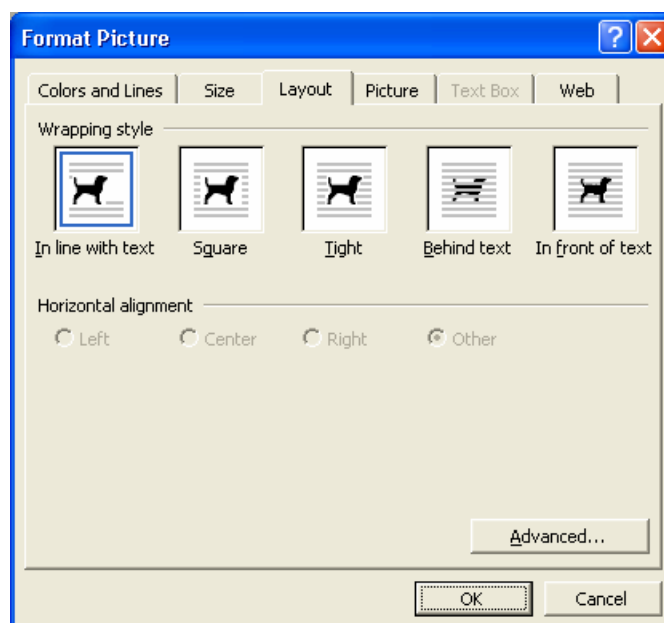 Format Picture
Colors and Lines Size Layout Picture Text Box Web
Wrapping style
In line with text Square Tight Behind text In front of text
Horizontal alignment
Left Center Right Other
Advanced...
OK Cancel